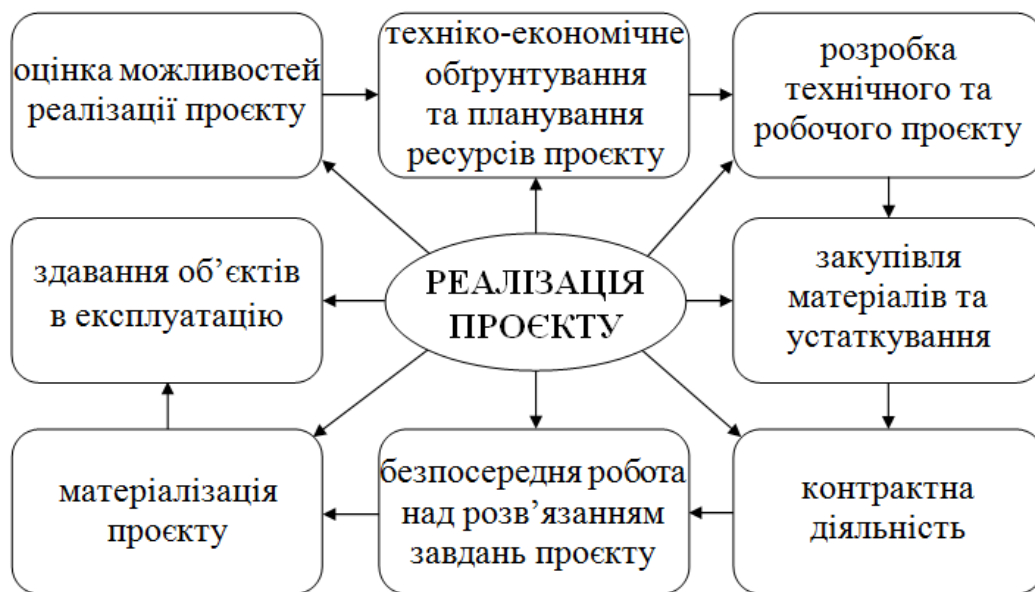 оцінка можливостей
реалізації проєкту
техніко-економічне
обґрунтування
та планування
ресурсів проєкту
розробка
технічного та
робочого проєкту
здавання об’єктів
в експлуатацію
РЕАЛІЗАЦІЯ
ПРОЄКТУ
закупівля
матеріалів та
устаткування
матеріалізація
проєкту
безпосередня робота
над розв’язанням
завдань проєкту
контрактна
діяльність